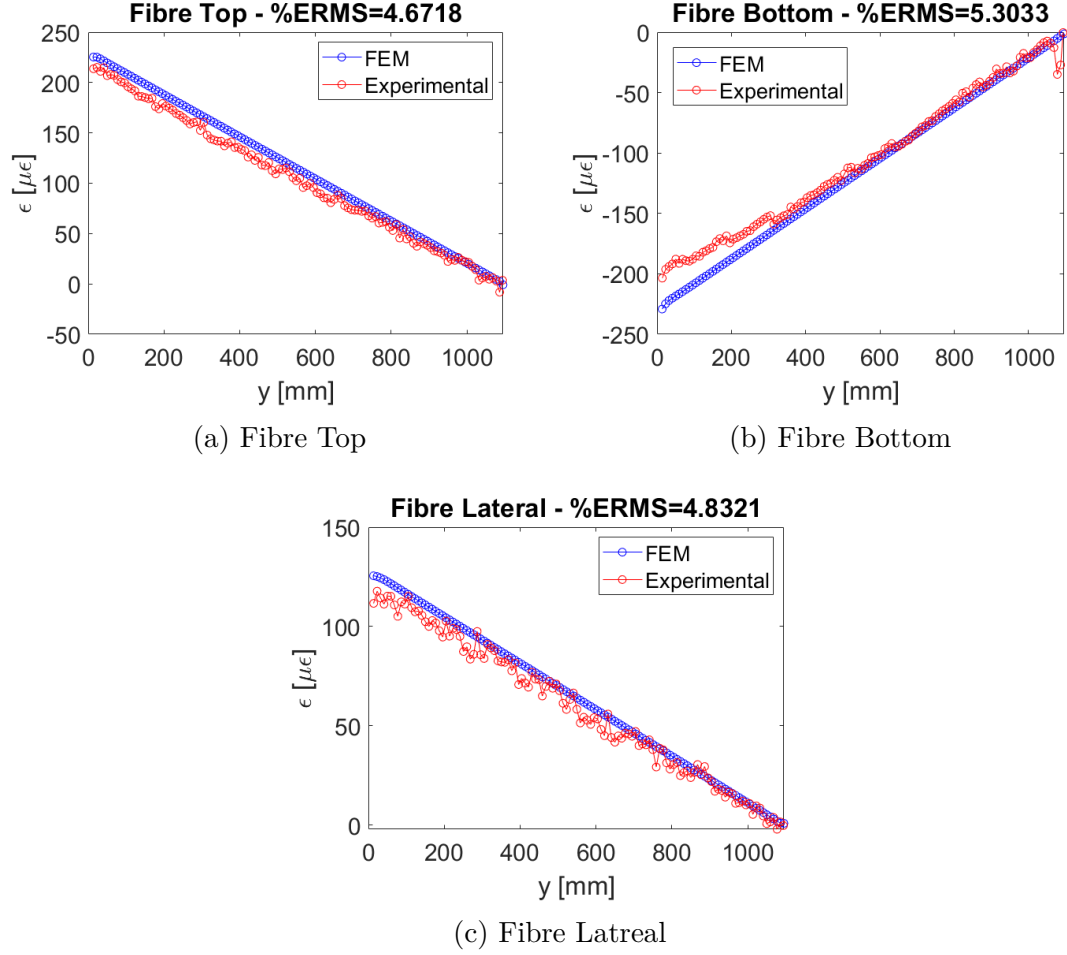 Fibre Top - %ERMS=4.6718
250
200
150
100
50
0
-50
ϵ [μϵ]
FEM
Experimental
0 200 400 600 800 1000
y [mm]
(a) Fibre Top
Fibre Bottom - %ERMS=5.3033
0
-50
-100
-150
-200
-250
ϵ [μϵ]
FEM
Experimental
0 200 400 600 800 1000
y [mm]
(b) Fibre Bottom
Fibre Lateral - %ERMS=4.8321
150
100
50
0
ϵ [μϵ]
FEM
Experimental
0 200 400 600 800 1000
y [mm]
(c) Fibre Latreal